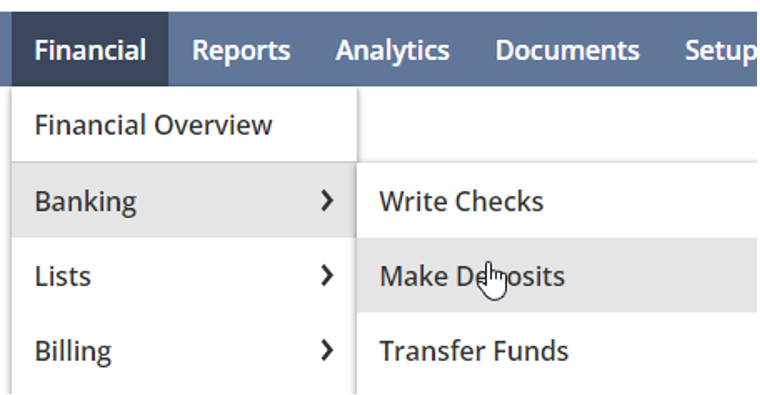 Financial Reports Analytics Documents Setup
Financial Overview
Banking
Write Checks
Lists
Make Deposits
Billing
Transfer Funds